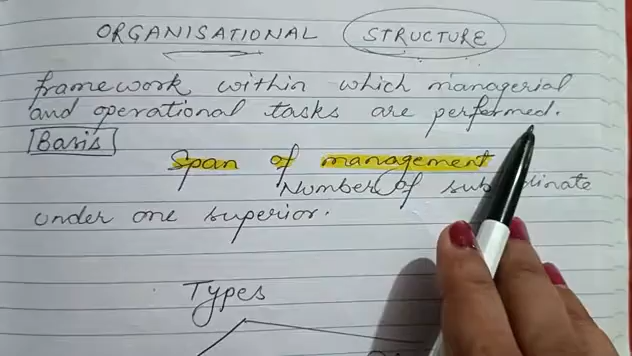 ORGANISATIONAL STRUCTURE
framework within which managerial
and operational tasks are performed.
Basis
Span of management
Number of subordinate
under one superior.
Types